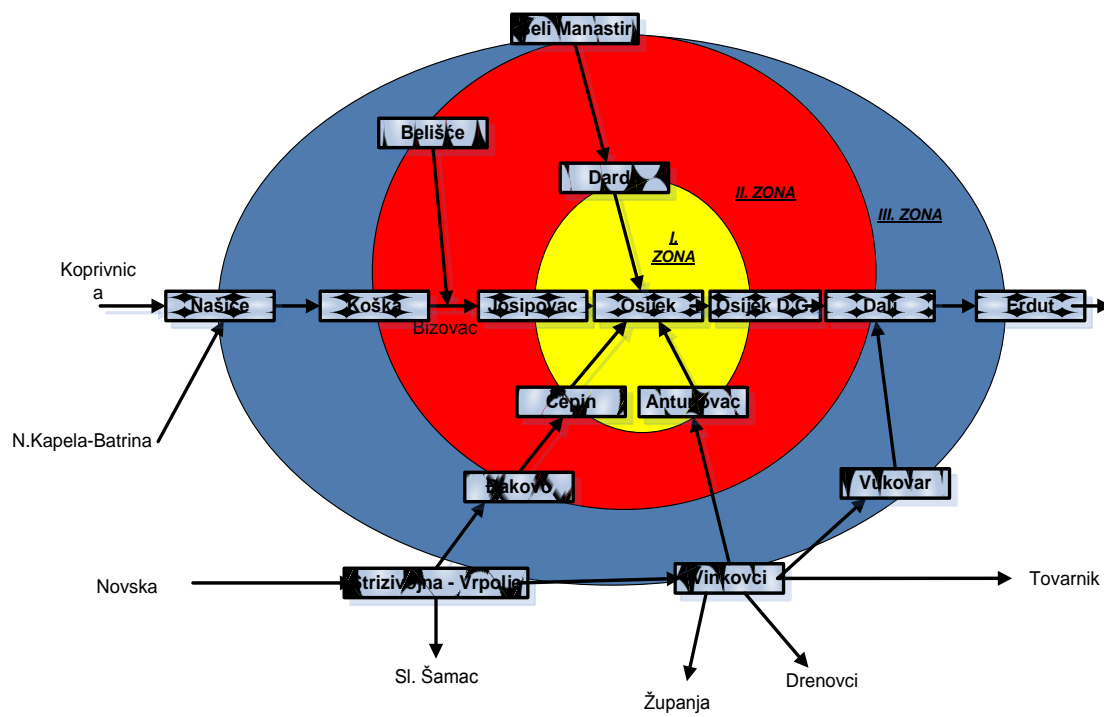 Beli Manastir
Belišće
Darda
II. ZONA
III. ZONA
I.
ZONA
Koprivnic
a
Našice
Koška
Josipovac
Osijek
Osijek D.G.
Dalj
Erdut
Bizovac
Čepin
Antunovac
N.Kapela-Batrina
Đakovo
Vukovar
Novska
Strizivojna - Vrpolje
Vinkovci
Tovarnik
Sl. Šamac
Drenovci
Županja